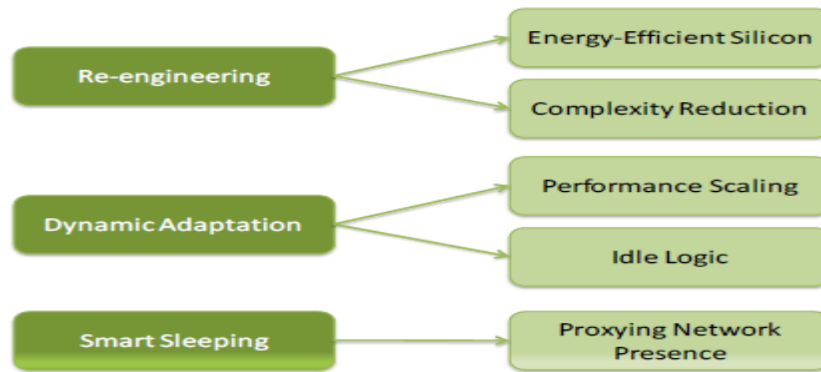 Re-engineering
Energy-Efficient Silicon
Complexity Reduction
Dynamic Adaptation
Performance Scaling
Idle Logic
Smart Sleeping
Proxying Network
Presence